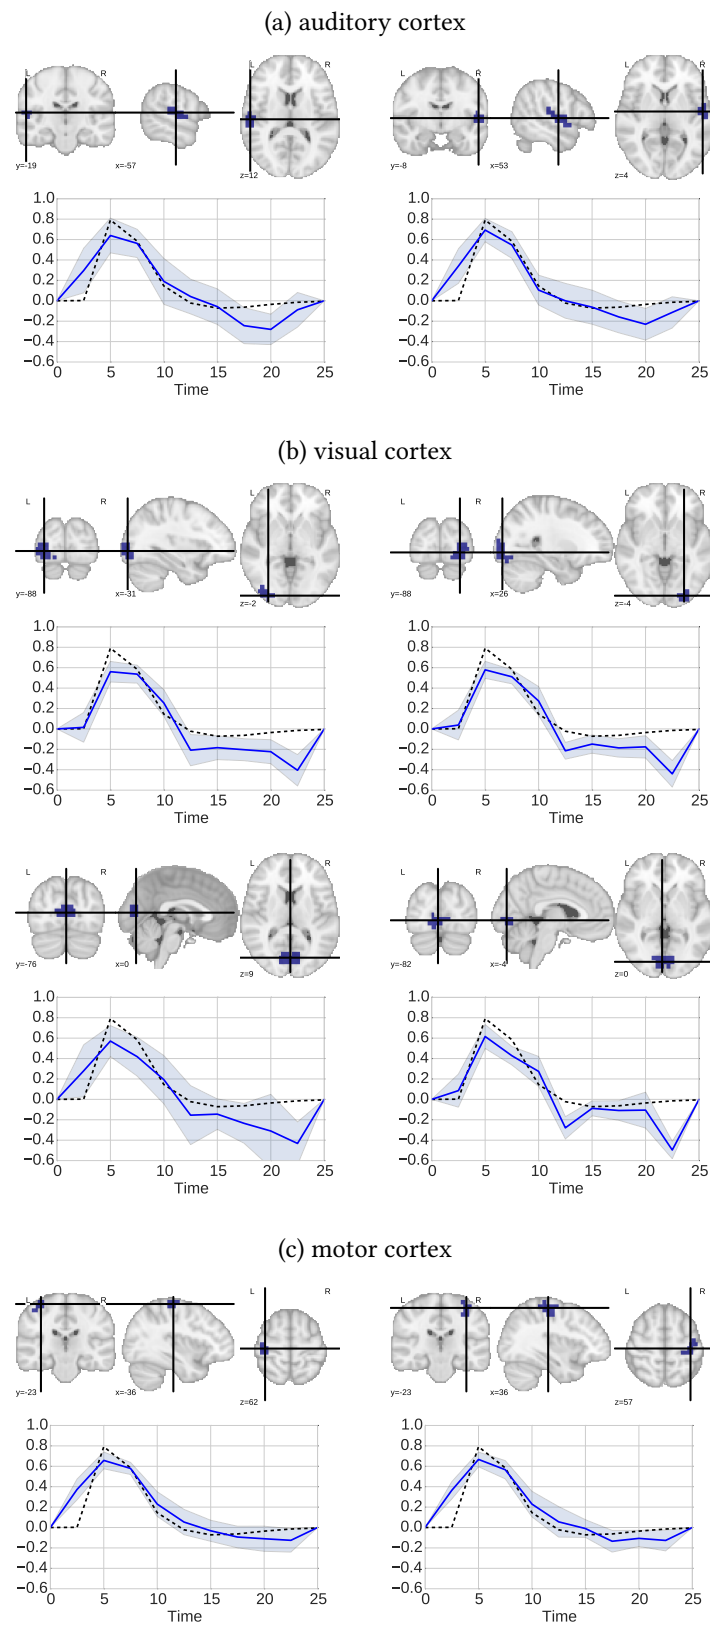 (a) auditory cortex
L R L R L R L R
y=-19 x=-57 z=12 y=-8 x=53 z=4
1.0 1.0
0.8 0.8
0.6 0.6
0.4 0.4
0.2 0.2
0.0 0.0
−0.2 −0.2
−0.4 −0.4
−0.6 −0.6
0 5 10 15 20 25 0 5 10 15 20 25
Time Time
(b) visual cortex
L R L R L R L R
y=-88 x=-31 z=-2 y=-88 x=26 z=-4
1.0 1.0
0.8 0.8
0.6 0.6
0.4 0.4
0.2 0.2
0.0 0.0
−0.2 −0.2
−0.4 −0.4
−0.6 −0.6
0 5 10 15 20 25 0 5 10 15 20 25
Time Time
L R L R L R L R
y=-76 x=0 z=9 y=-82 x=-4 z=0
1.0 1.0
0.8 0.8
0.6 0.6
0.4 0.4
0.2 0.2
0.0 0.0
−0.2 −0.2
−0.4 −0.4
−0.6 −0.6
0 5 10 15 20 25 0 5 10 15 20 25
Time Time
(c) motor cortex
L R L R L R L R
y=-23 x=-36 z=62 y=-23 x=36 z=57
1.0 1.0
0.8 0.8
0.6 0.6
0.4 0.4
0.2 0.2
0.0 0.0
−0.2 −0.2
−0.4 −0.4
−0.6 −0.6
0 5 10 15 20 25 0 5 10 15 20 25
Time Time